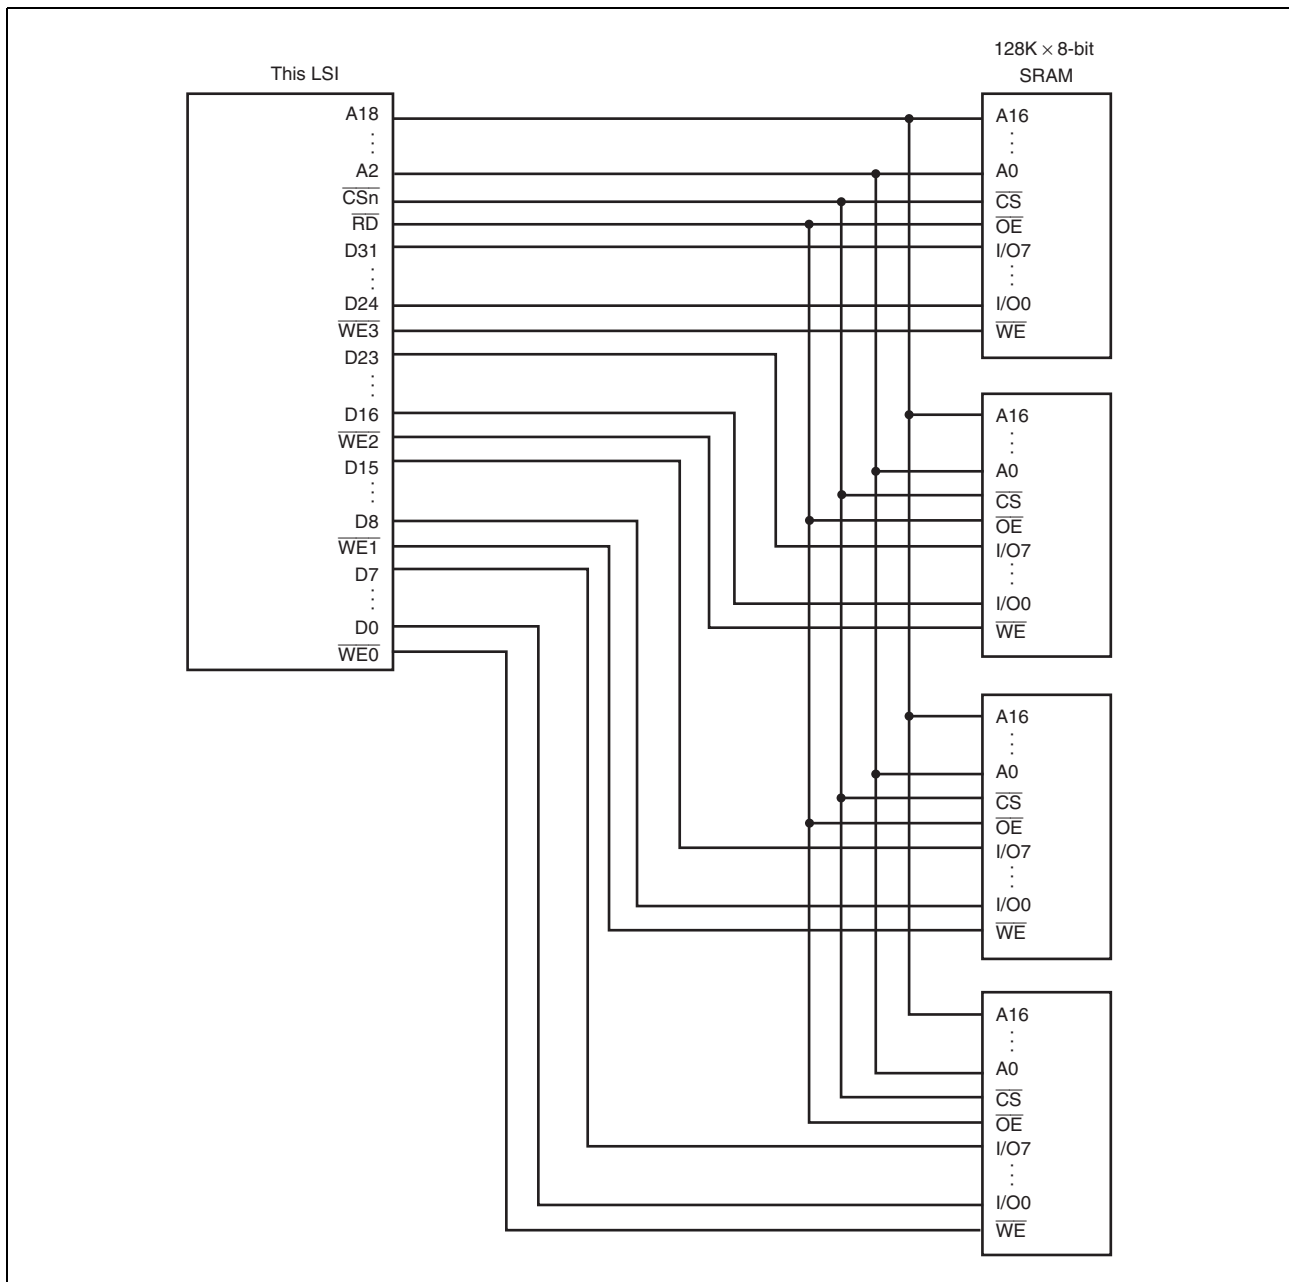 This LSI
A18
⋮
A2
CSn
RD
D31
⋮
D24
WE3
D23
⋮
D16
WE2
D15
⋮
D8
WE1
D7
⋮
D0
WE0
128K × 8-bit
SRAM
A16
⋮
A0
CS
OE
I/O7
⋮
I/O0
WE
A16
⋮
A0
CS
OE
I/O7
⋮
I/O0
WE
A16
⋮
A0
CS
OE
I/O7
⋮
I/O0
WE
A16
⋮
A0
CS
OE
I/O7
⋮
I/O0
WE